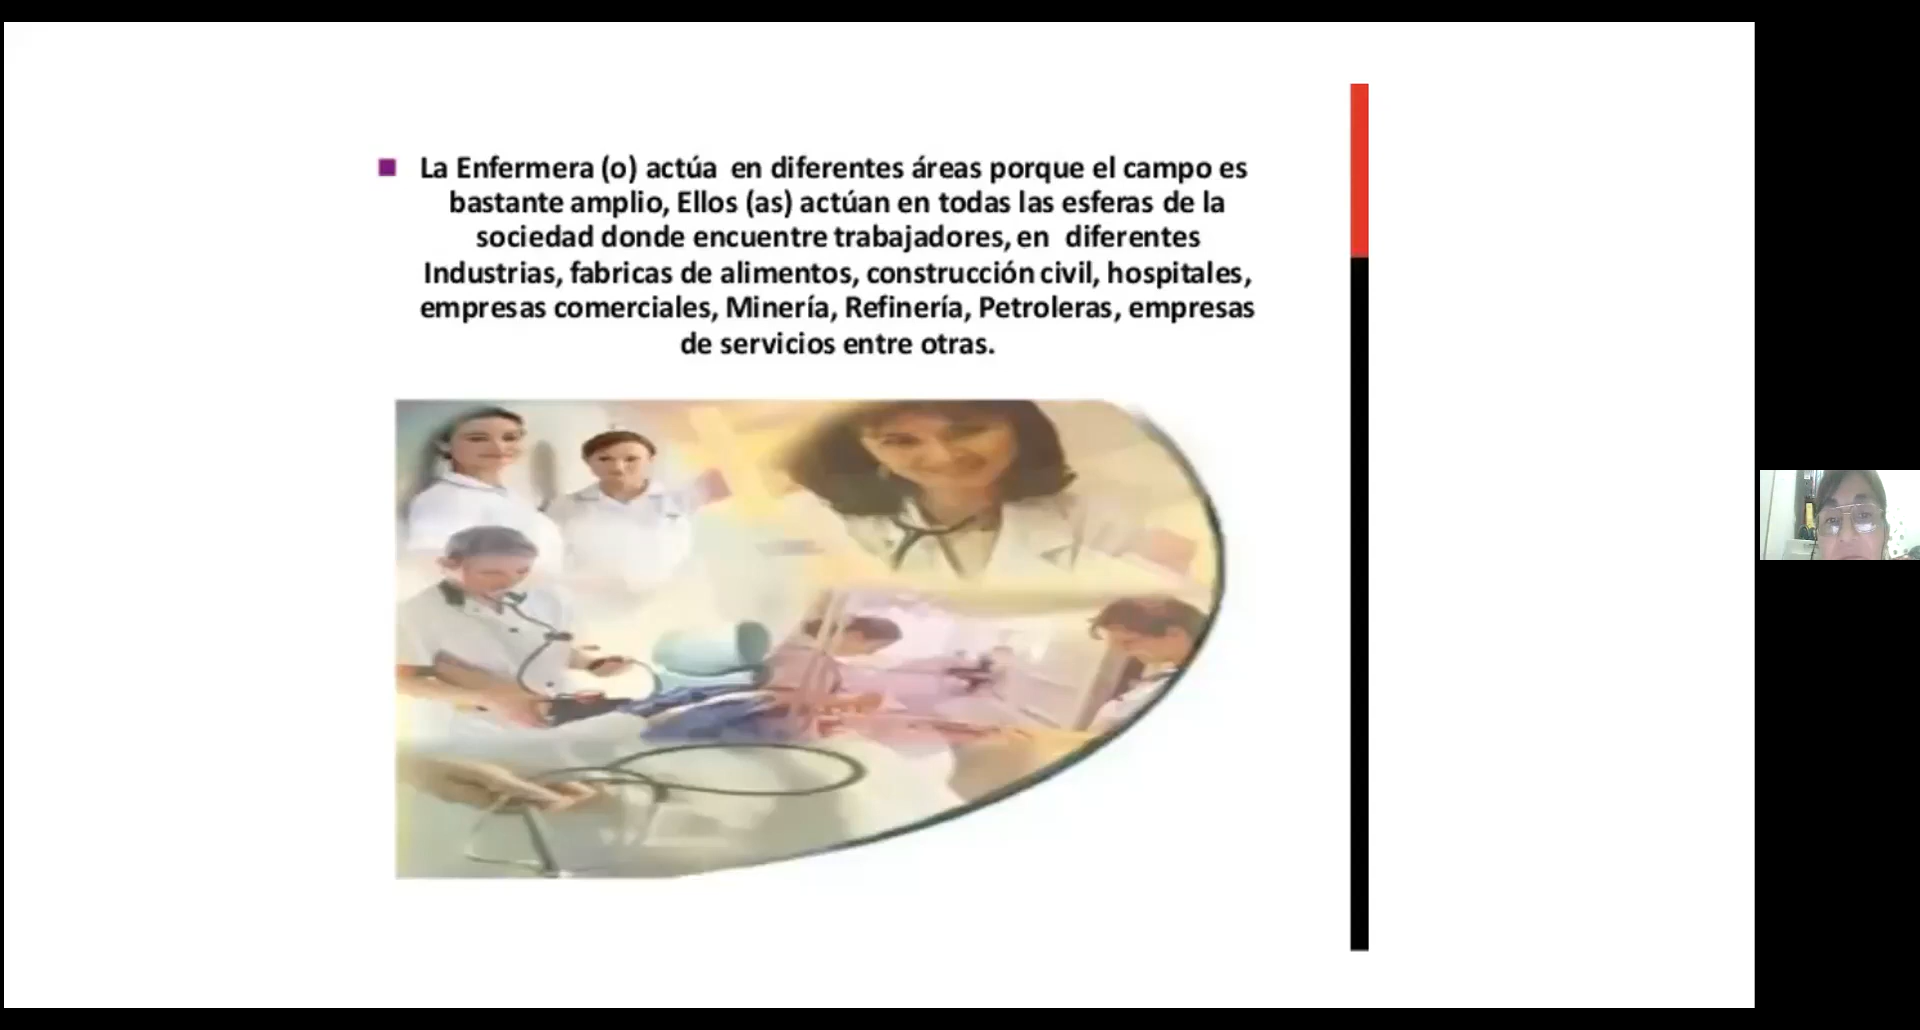 La Enfermera (o) actúa en diferentes áreas porque el campo es
bastante amplio, Ellos (as) actúan en todas las esferas de la
sociedad donde encuentre trabajadores, en diferentes
Industrias, fabricas de alimentos, construcción civil, hospitales,
empresas comerciales, Minería, Refinería, Petroleras, empresas
de servicios entre otras.